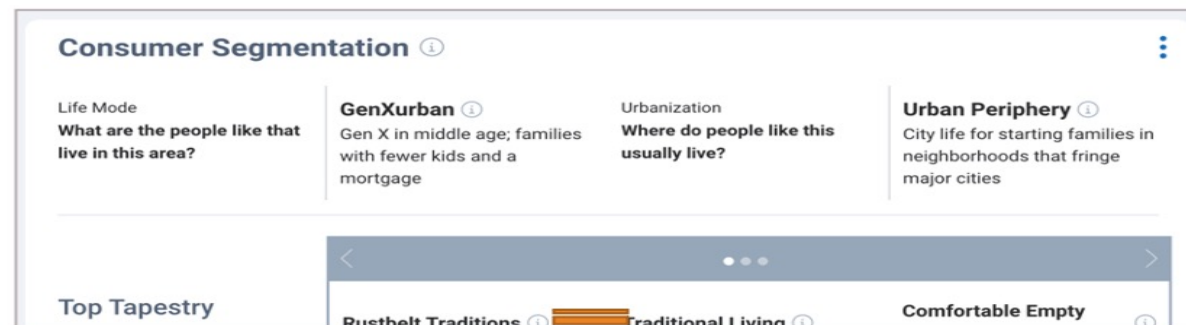 Consumer Segmentation
Life Mode
What are the people like that
live in this area?
GenXurban
Gen X in middle age; families
with fewer kids and a
mortgage
Urbanization
Where do people like this
usually live?
Urban Periphery
City life for starting families in
neighborhoods that fringe
major cities
Top Tapestry
Rustbelt Traditions
Traditional Living
Comfortable Empty